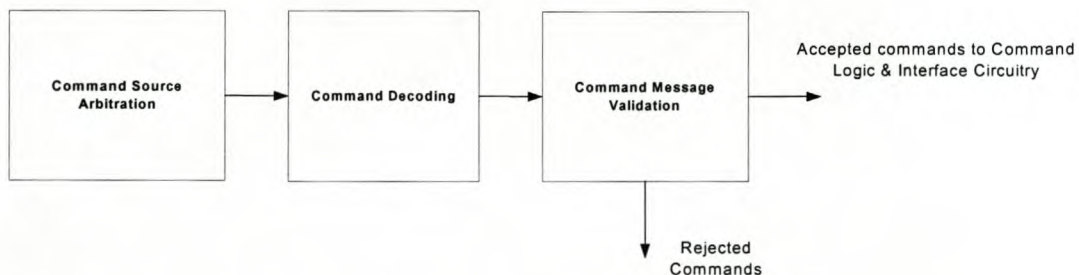 Command Source
Arbitration
Command Decoding
Command Message
Validation
Accepted commands to Command
Logic & Interface Circuitry
Rejected
Commands